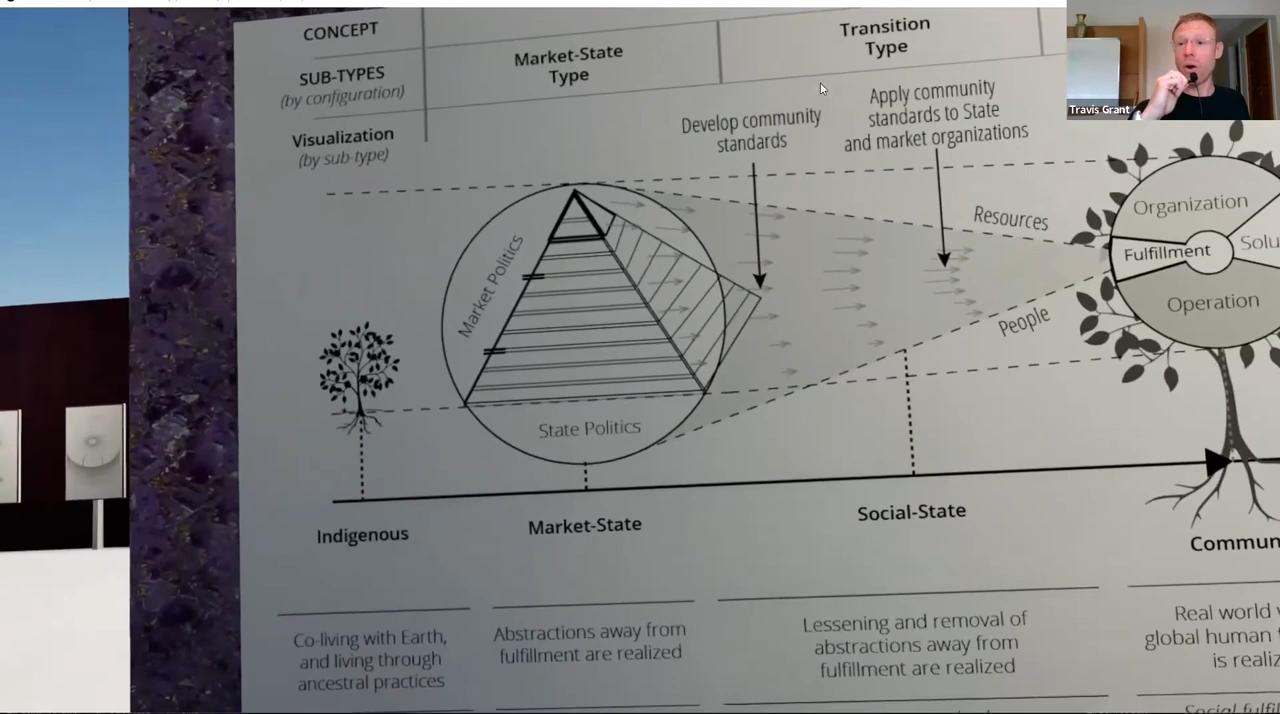 CONCEPT
SUB-TYPES
(by configuration)
Visualization
(by sub-type)
Market-State
Type
Transition
Type
Develop community
standards
Apply community
standards to State
and market organizations
Travis Grant
Market Politics
State Politics
Resources
People
Organization
Fulfillment
Solu
Operation
Indigenous
Market-State
Social-State
Commun
Co-living with Earth,
and living through
ancestral practices
Abstractions away from
fulfillment are realized
Lessening and removal of
abstractions away from
fulfillment are realized
Real world
global human
is realiz